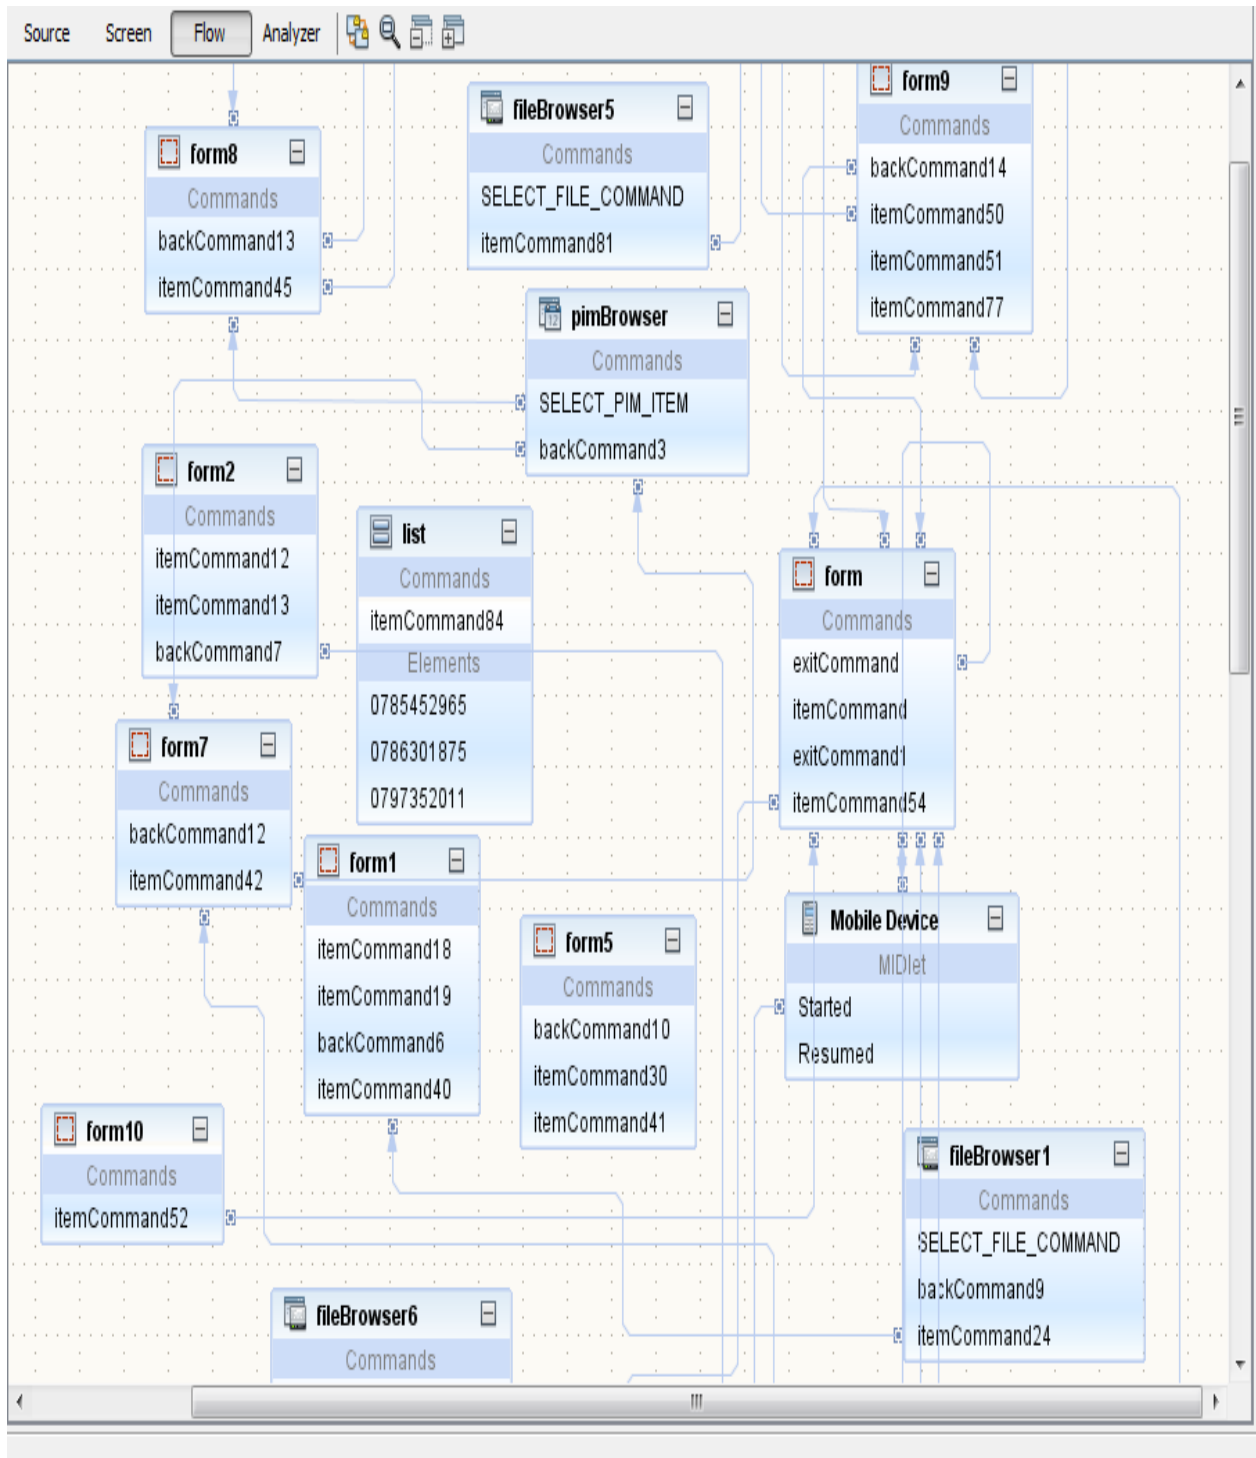 Source Screen Flow Analyzer
form8
Commands
backCommand13
itemCommand45
fileBrowser5
Commands
SELECT_FILE_COMMAND
itemCommand81
form9
Commands
backCommand14
itemCommand50
itemCommand51
itemCommand77
pimBrowser
Commands
SELECT_PIM_ITEM
backCommand3
form2
Commands
itemCommand12
itemCommand13
backCommand7
list
Commands
itemCommand84
Elements
0785452965
0786301875
0797352011
form
Commands
exitCommand
itemCommand
exitCommand1
itemCommand54
form7
Commands
backCommand12
itemCommand42
form1
Commands
itemCommand18
itemCommand19
backCommand6
itemCommand40
form5
Commands
backCommand10
itemCommand30
itemCommand41
Mobile Device
MIDlet
Started
Resumed
form10
Commands
itemCommand52
fileBrowser1
Commands
SELECT_FILE_COMMAND
backCommand9
itemCommand24
fileBrowser6
Commands